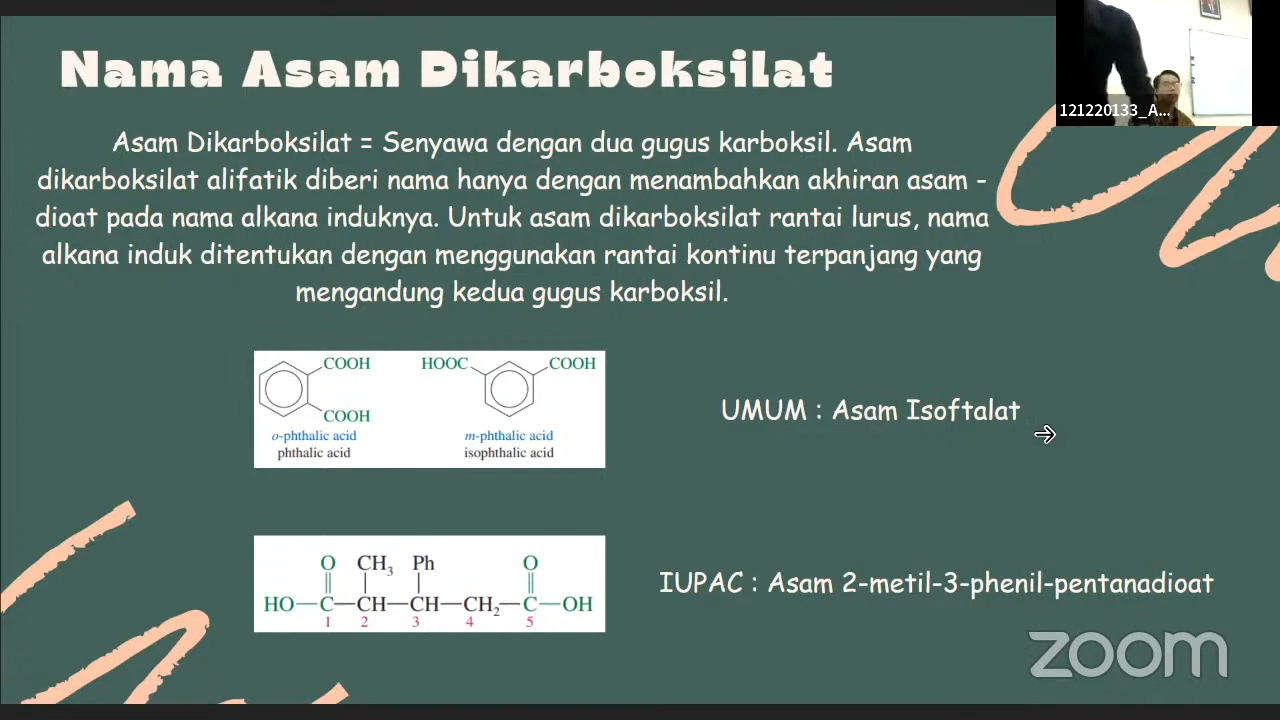 Nama Asam Dikarboksilat
121220133_A...
Asam Dikarboksilat = Senyawa dengan dua gugus karboksil. Asam
dikarboksilat alifatik diberi nama hanya dengan menambahkan akhiran asam -
dioat pada nama alkana induknya. Untuk asam dikarboksilat rantai lurus, nama
alkana induk ditentukan dengan menggunakan rantai kontinu terpanjang yang
mengandung kedua gugus karboksil.
COOH
COOH
o-phthalic acid
phthalic acid
HOOC COOH
m-phthalic acid
isophthalic acid
UMUM : Asam Isoftalat
O CH₃ Ph O
HO—C—CH—CH—CH₂—C—OH
1 2 3 4 5
IUPAC : Asam 2-metil-3-phenil-pentanadioat
zoom